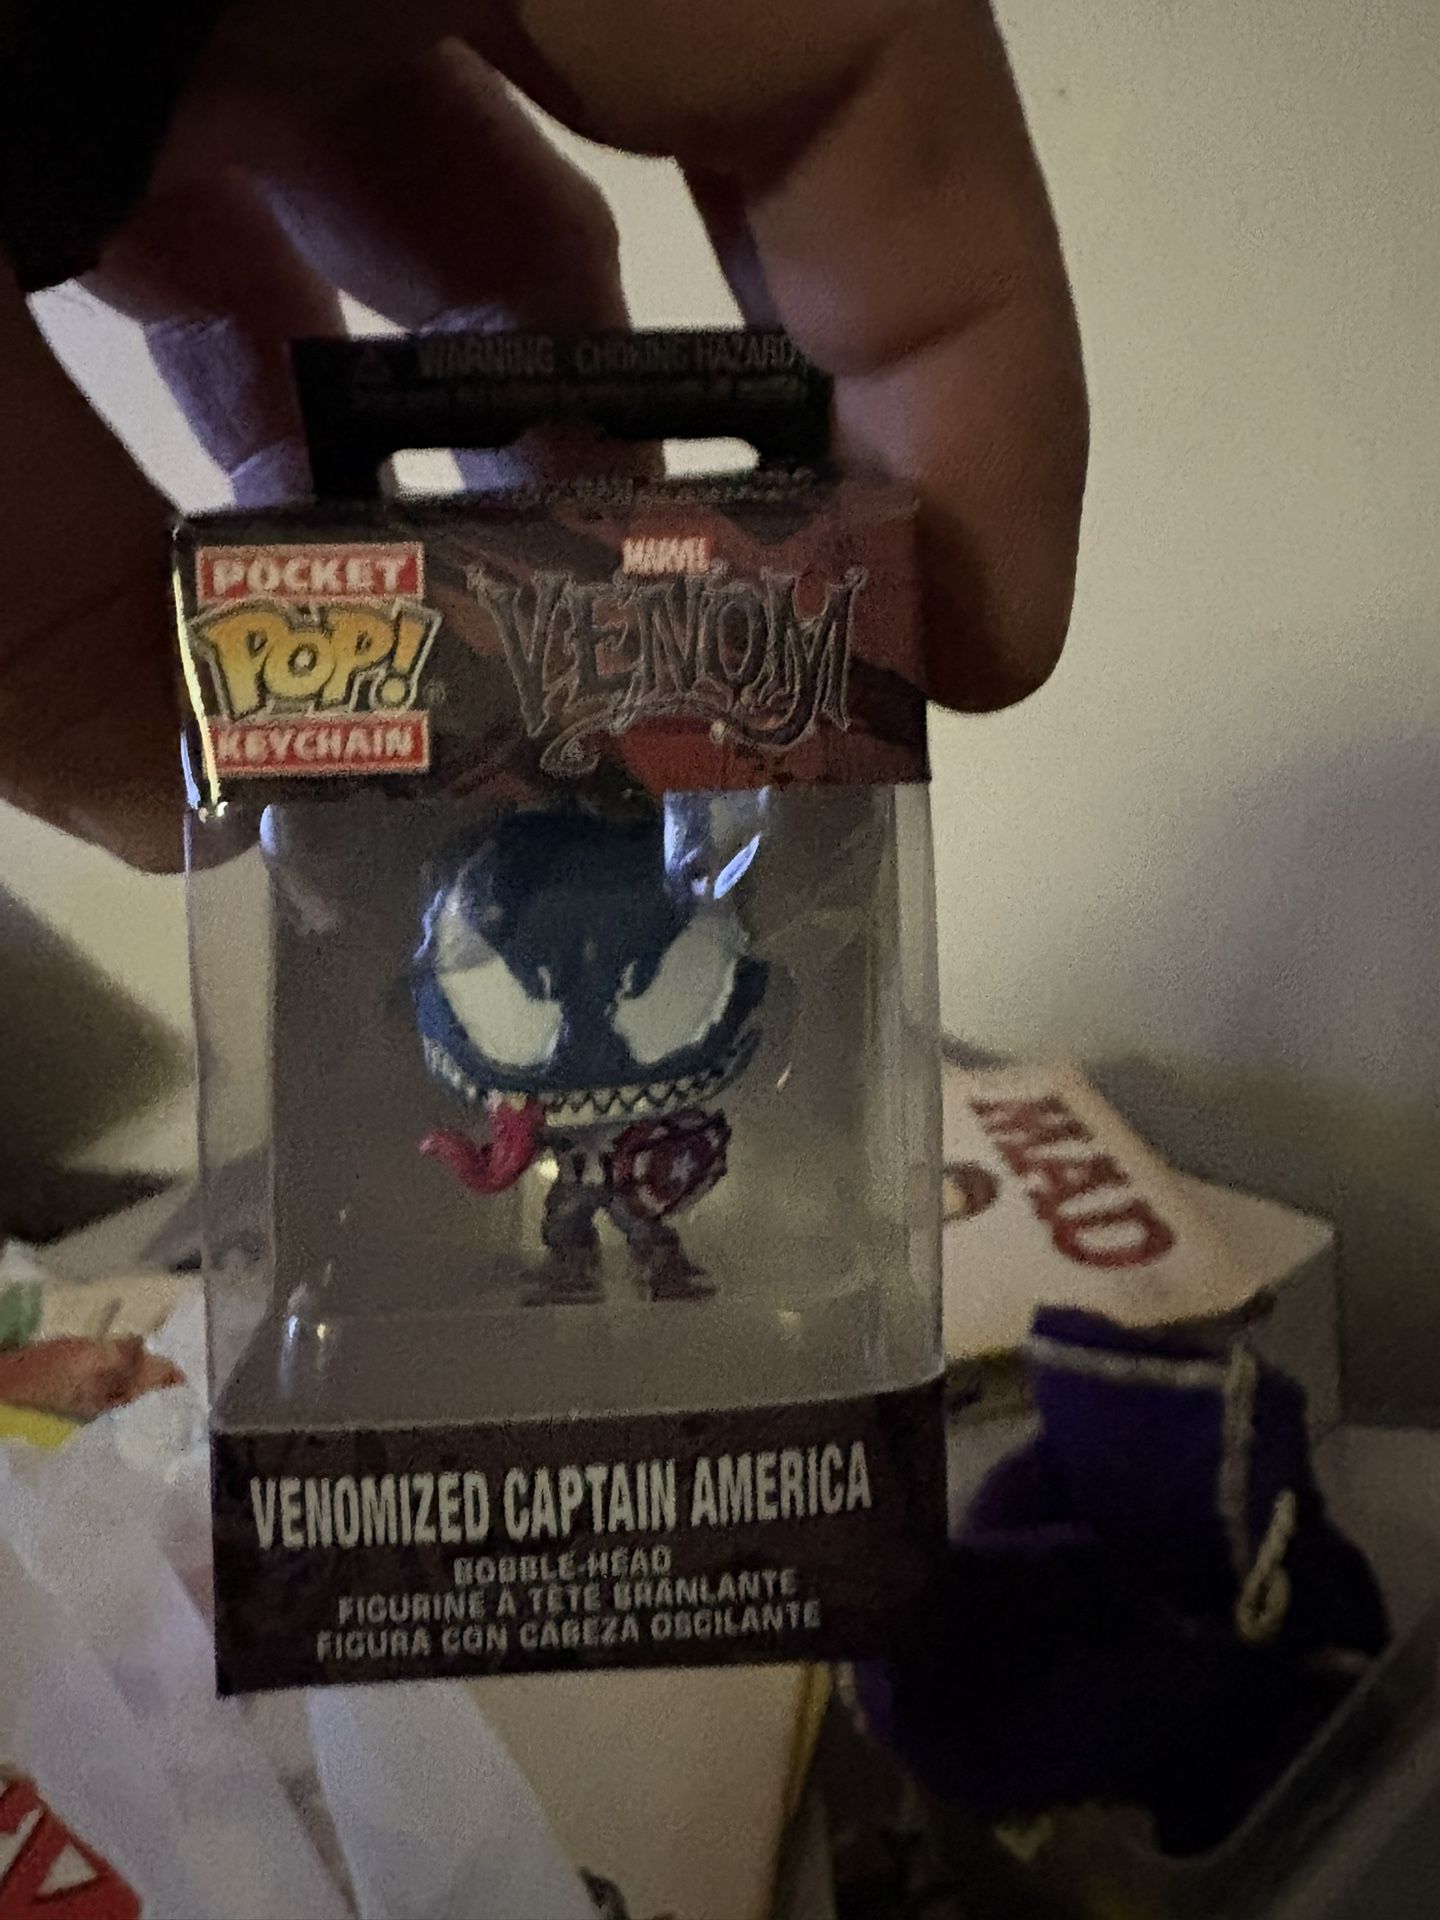 WARNING CHOKING HAZARD
POCKET
POP!
KEYCHAIN
MARVEL
VENOM
MAD
VENOMIZED CAPTAIN AMERICA
BOBBLE-HEAD
FIGURINE À TÊTE BRANLANTE
FIGURA CON CABEZA OSCILANTE